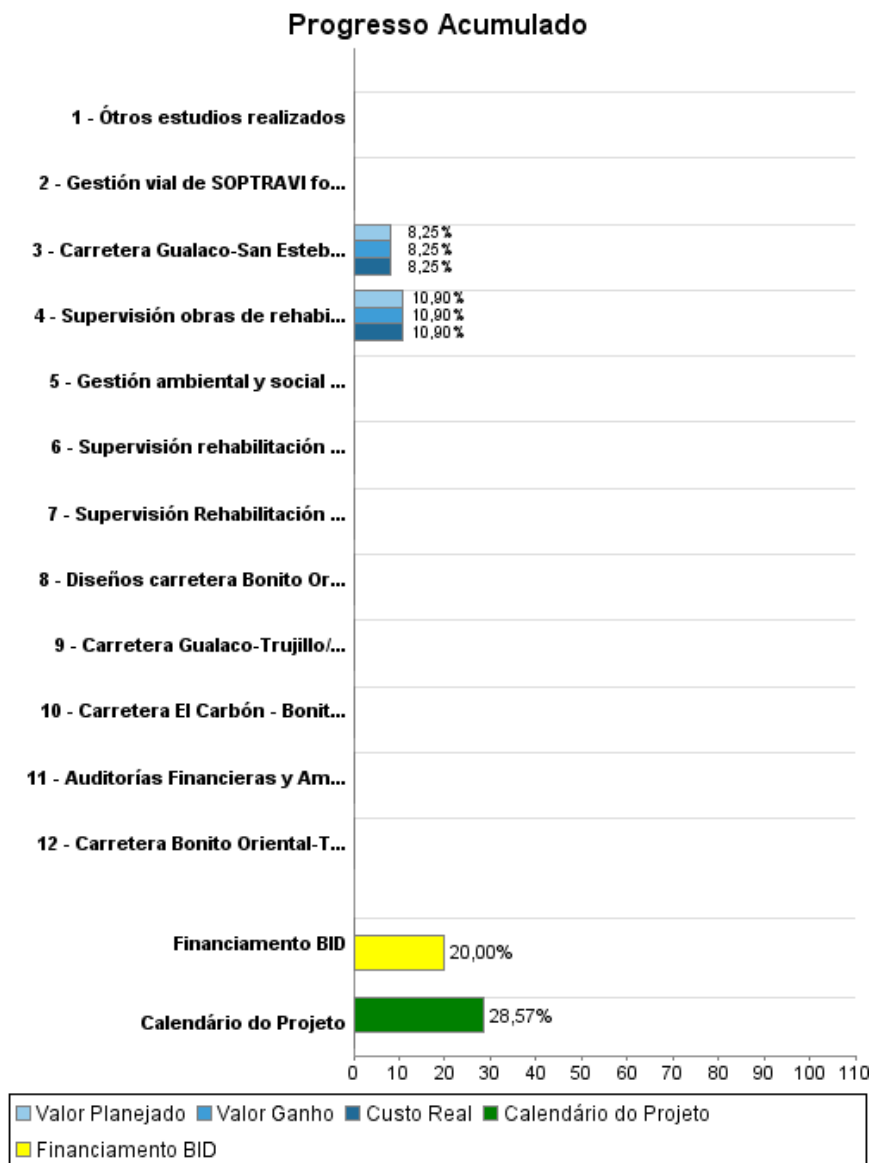 Progresso Acumulado
1 - Ótros estudios realizados
2 - Gestión vial de SOPTRAVI fo...
3 - Carretera Gualaco-San Esteb...
8,25%
8,25%
8,25%
4 - Supervisión obras de rehabi...
10,90%
10,90%
10,90%
5 - Gestión ambiental y social ...
6 - Supervisión rehabilitación ...
7 - Supervisión Rehabilitación ...
8 - Diseños carretera Bonito Or...
9 - Carretera Gualaco-Trujillo/...
10 - Carretera El Carbón - Bonit...
11 - Auditorías Financieras y Am...
12 - Carretera Bonito Oriental-T...
Financiamento BID
20,00%
Calendário do Projeto
28,57%
0 10 20 30 40 50 60 70 80 90 100 110
Valor Planejado Valor Ganho Custo Real Calendário do Projeto
Financiamento BID